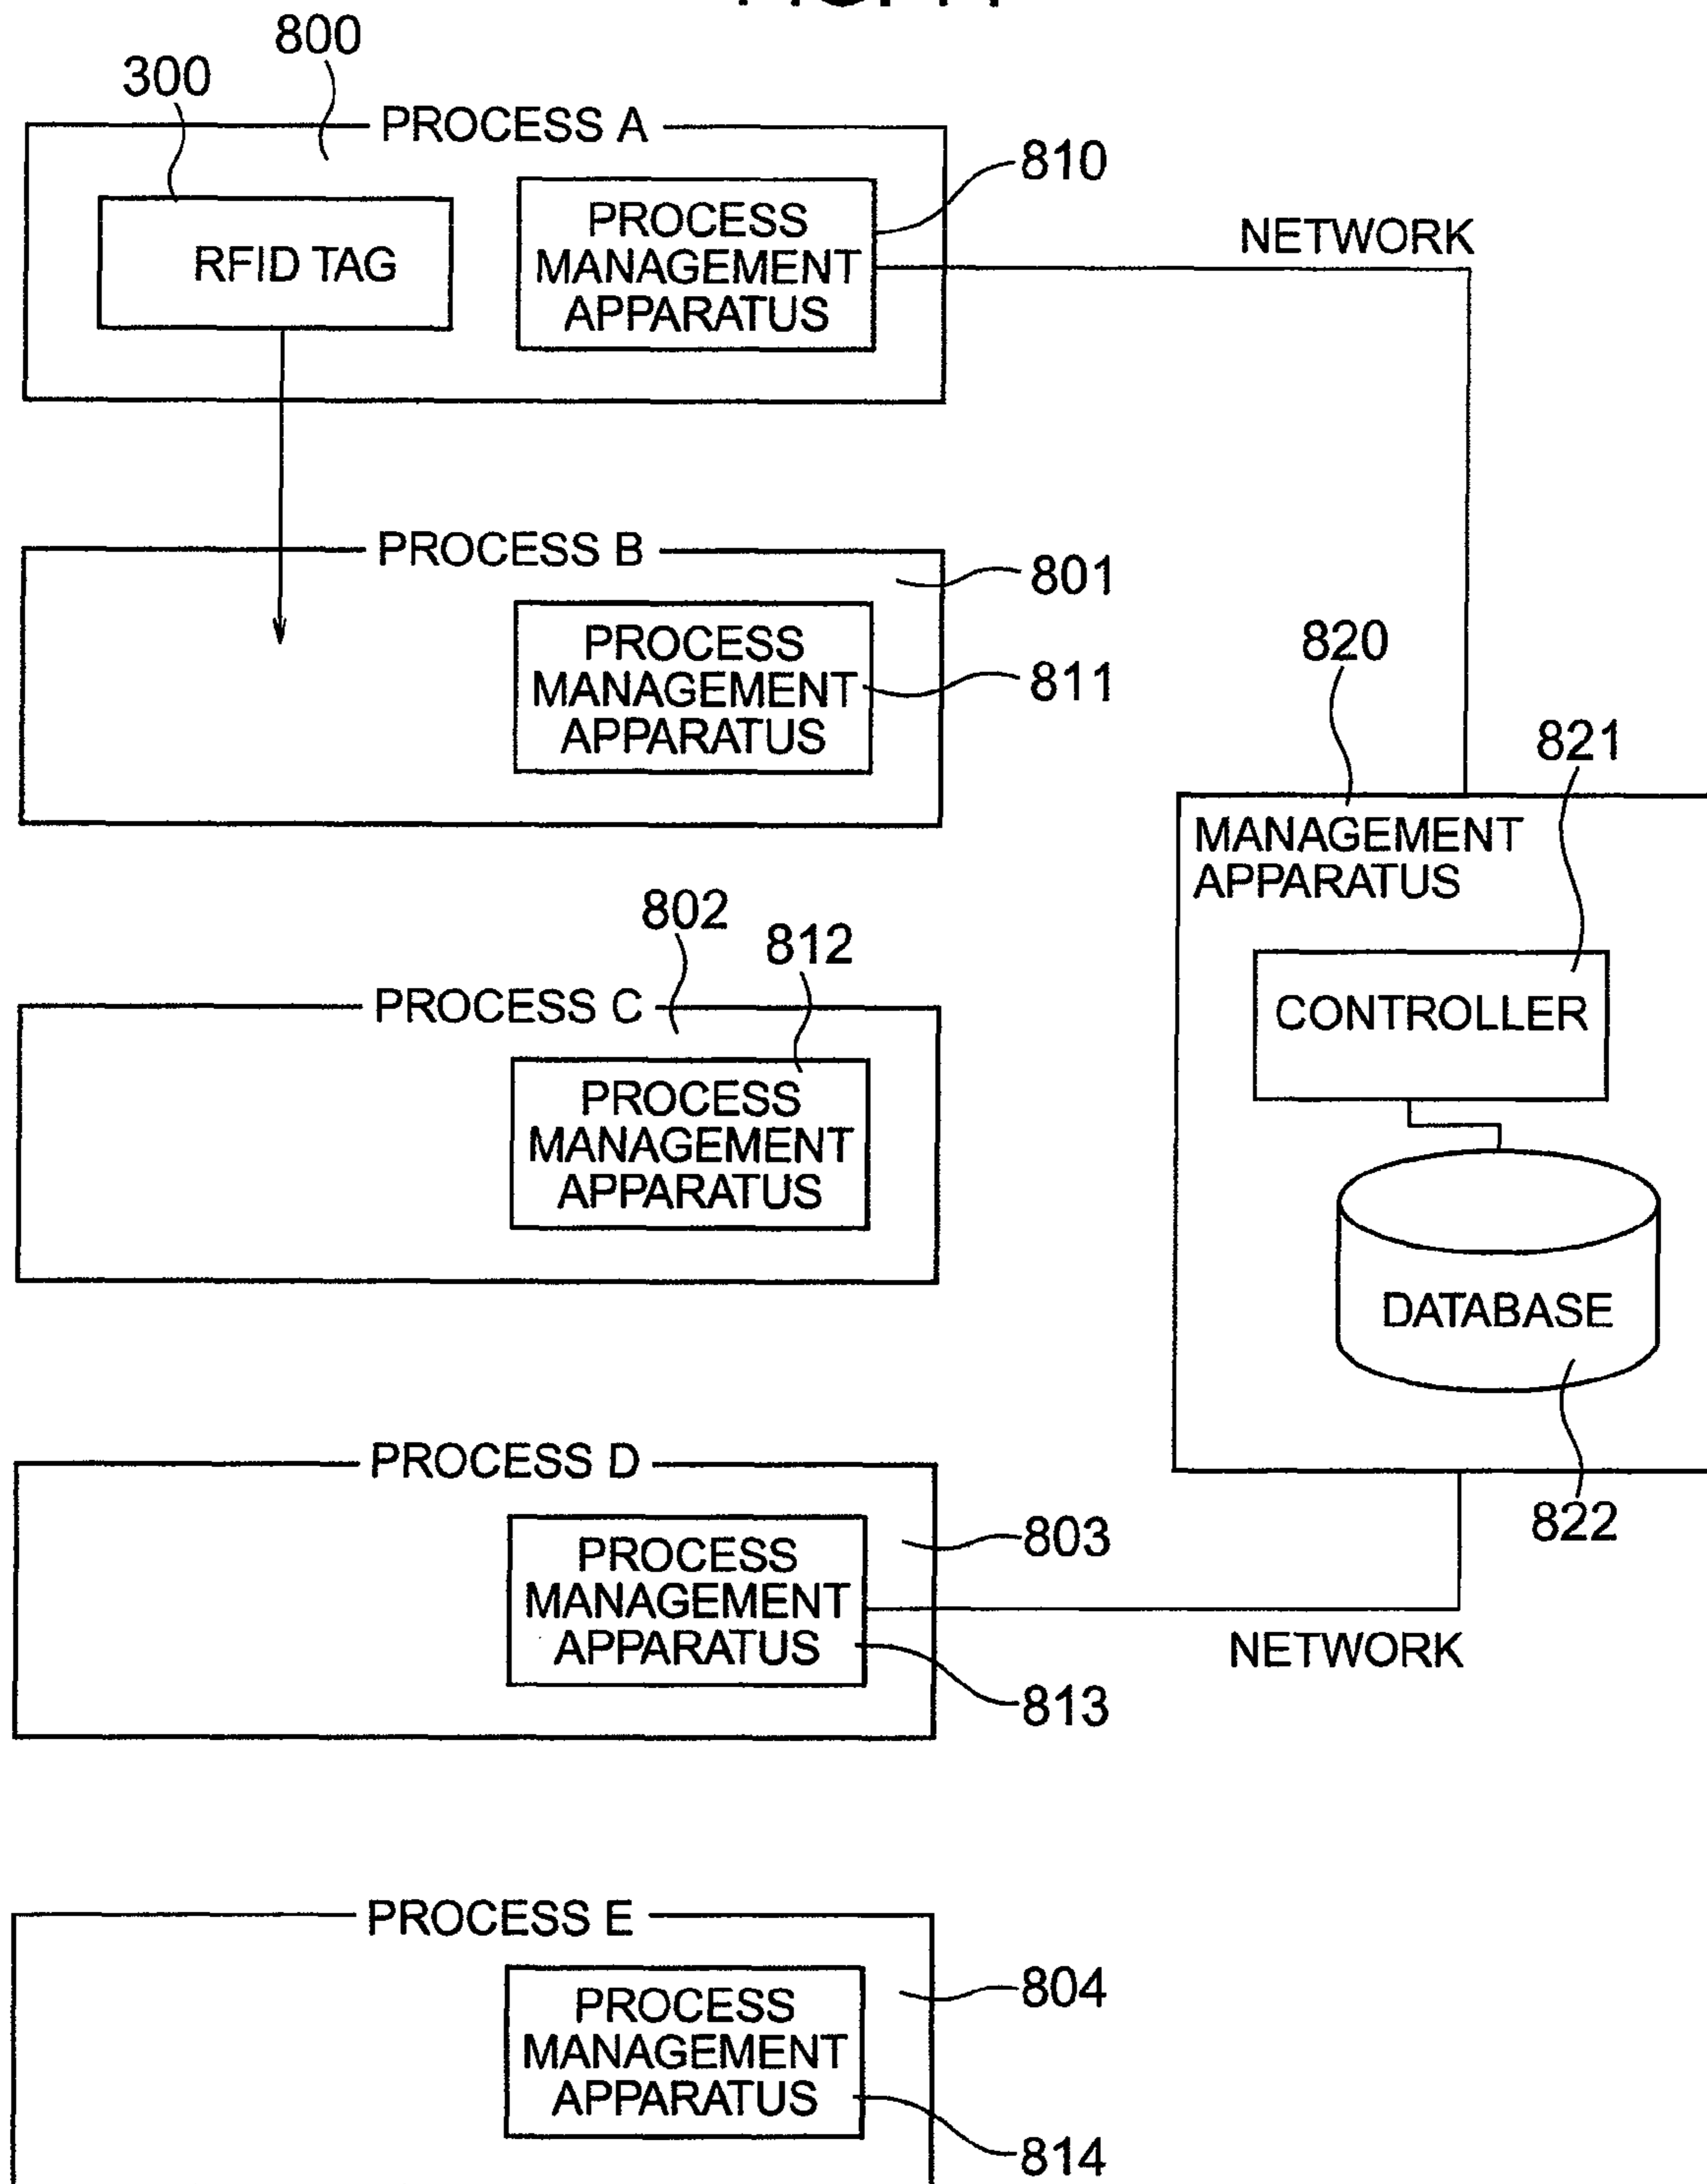 800
300
PROCESS A
810
PROCESS
MANAGEMENT
APPARATUS
RFID TAG
NETWORK
PROCESS B
801
PROCESS
MANAGEMENT
APPARATUS
811
820
821
MANAGEMENT
APPARATUS
802
812
PROCESS C
CONTROLLER
PROCESS
MANAGEMENT
APPARATUS
DATABASE
PROCESS D
822
803
PROCESS
MANAGEMENT
APPARATUS
NETWORK
813
PROCESS E
804
PROCESS
MANAGEMENT
APPARATUS
814